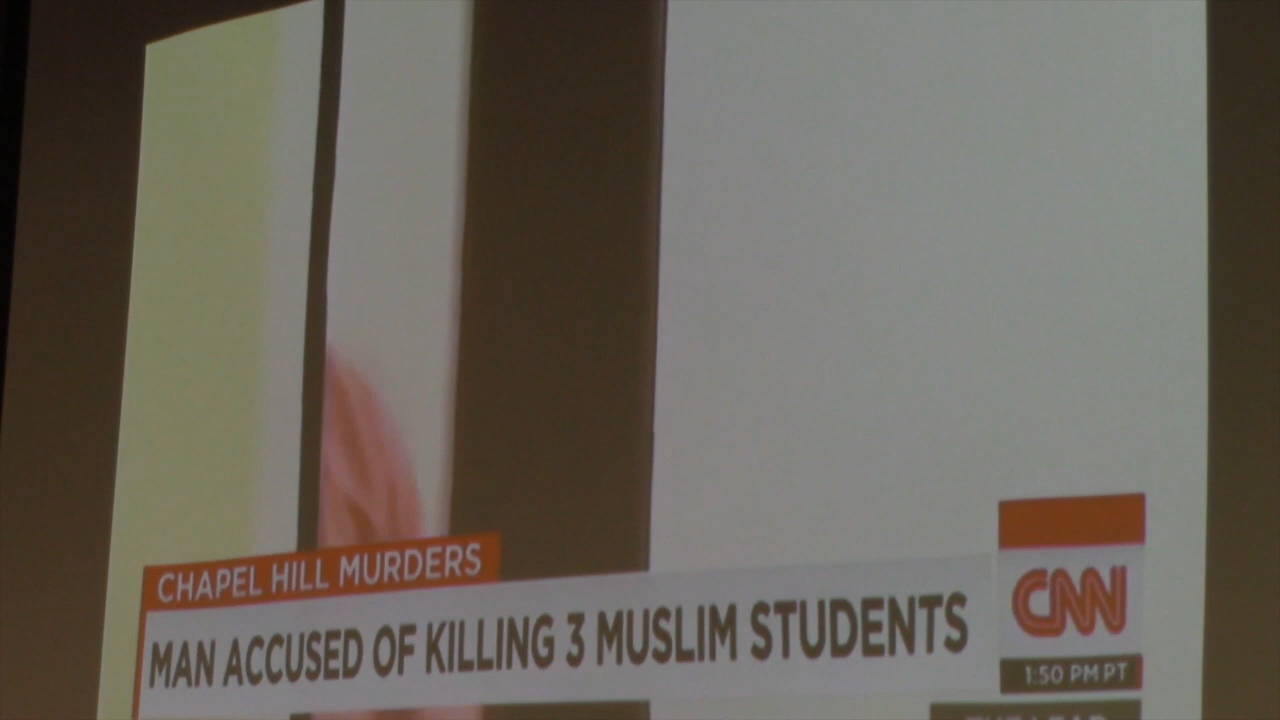 CHAPEL HILL MURDERS
MAN ACCUSED OF KILLING 3 MUSLIM STUDENTS
CNN
1:50 PM PT